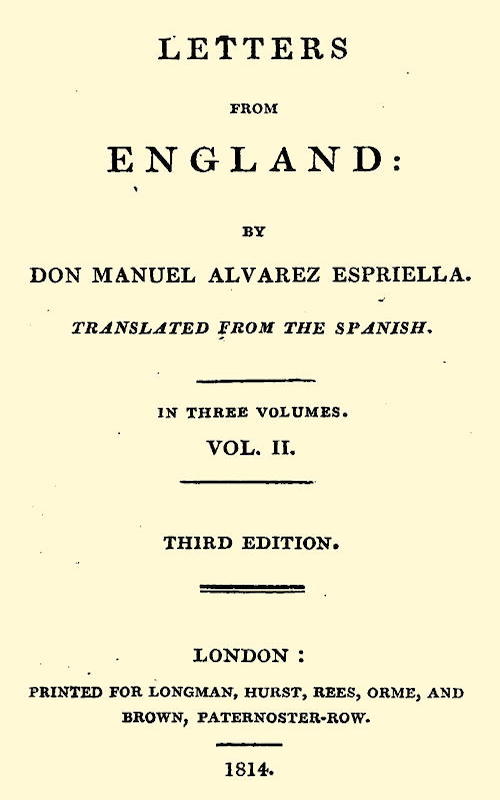 LETTERS
FROM
ENGLAND:
BY
DON MANUEL ALVAREZ ESPRIELLA.
TRANSLATED FROM THE SPANISH.
IN THREE VOLUMES.
VOL. II.
THIRD EDITION.
LONDON:
PRINTED FOR LONGMAN, HURST, REES, ORME, AND
BROWN, PATERNOSTER-ROW.
1814.